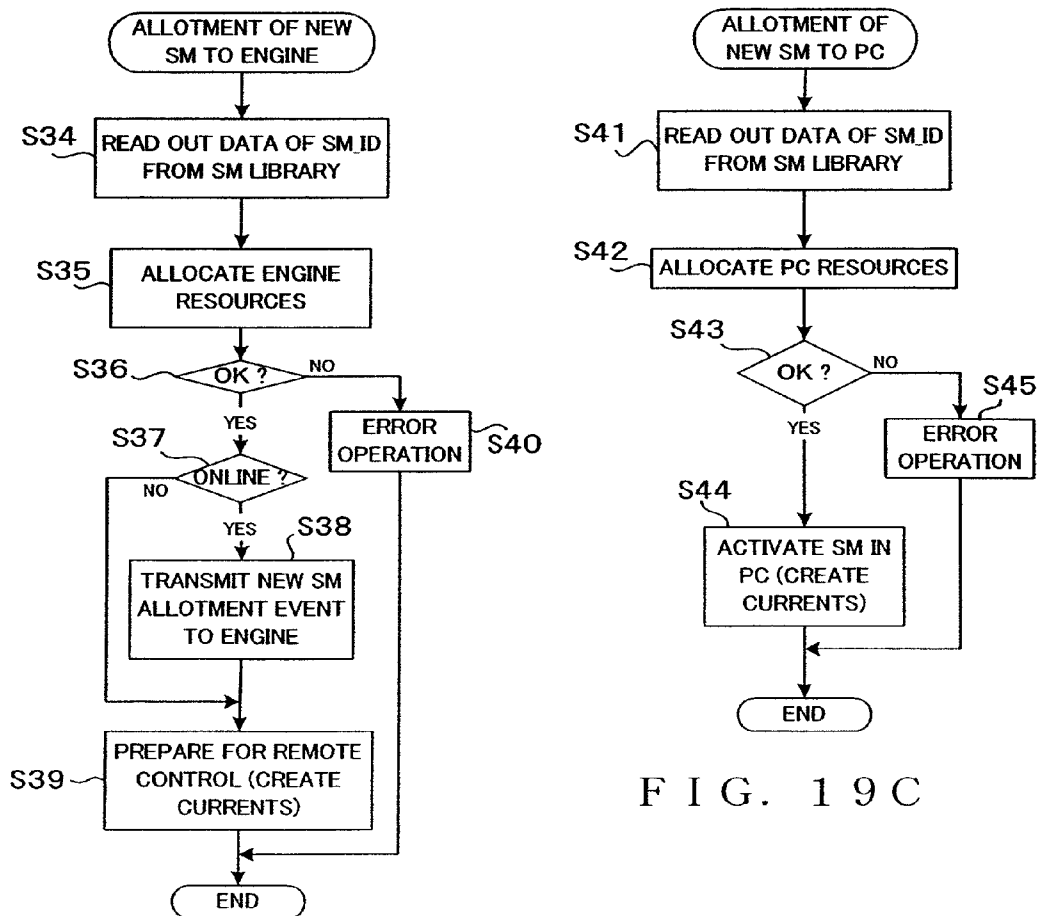 ALLOTMENT OF NEW
SM TO ENGINE
S34
READ OUT DATA OF SM_ID
FROM SM LIBRARY
S35
ALLOCATE ENGINE
RESOURCES
S36
OK ?
NO
YES
ERROR
OPERATION
S40
S37
ONLINE ?
NO
YES
S38
TRANSMIT NEW SM
ALLOTMENT EVENT
TO ENGINE
S39
PREPARE FOR REMOTE
CONTROL (CREATE
CURRENTS)
END
ALLOTMENT OF
NEW SM TO PC
S41
READ OUT DATA OF SM_ID
FROM SM LIBRARY
S42
ALLOCATE PC RESOURCES
S43
OK ?
NO
YES
S45
ERROR
OPERATION
S44
ACTIVATE SM IN
PC (CREATE
CURRENTS)
END
FIG. 19C